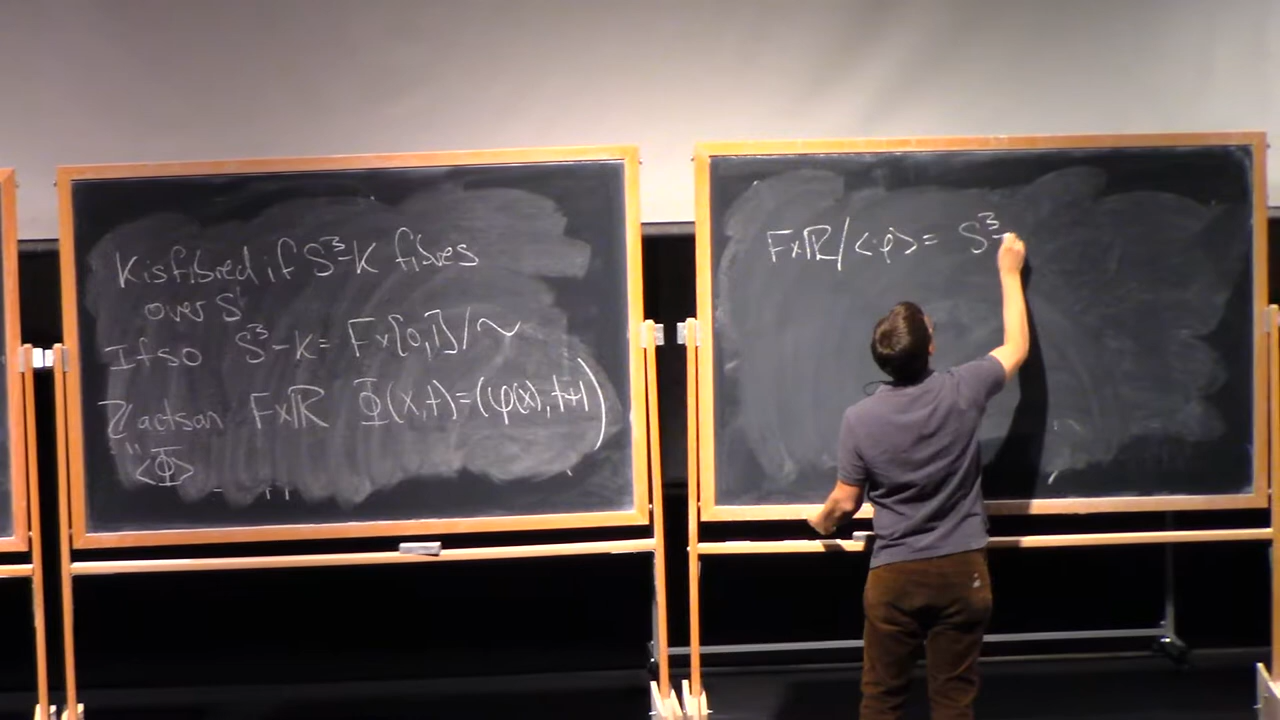 K is fibred if S³-K fibres
over S¹
If so S³-K = F×[0,1]/~
ℤ acts on F×ℝ Φ(x,t)=(φ(x),t+1)
"
<Φ>
F×ℝ/<φ> = S³-